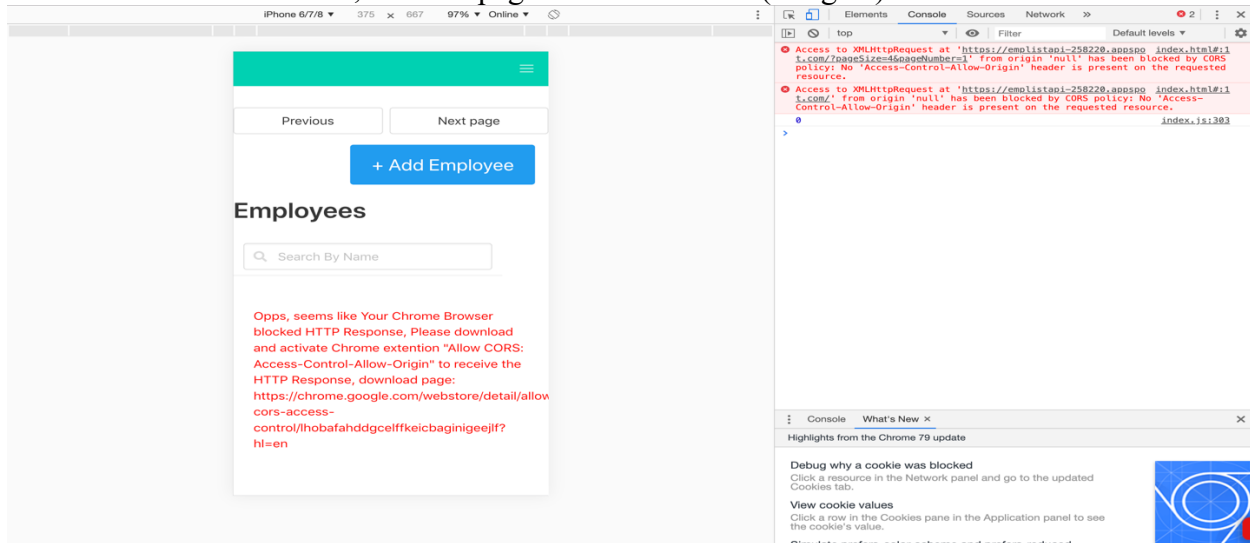 iPhone 6/7/8 ▼ 375 × 667 97% ▼ Online ▼
Elements Console Sources Network » 2
top ▼ Filter Default levels ▼
Access to XMLHttpRequest at 'https://emplistapi-258220.appspo index.html#:1
t.com/?pageSize=4&pageNumber=1' from origin 'null' has been blocked by CORS
policy: No 'Access-Control-Allow-Origin' header is present on the requested
resource.
Access to XMLHttpRequest at 'https://emplistapi-258220.appspo index.html#:1
t.com/' from origin 'null' has been blocked by CORS policy: No 'Access-
Control-Allow-Origin' header is present on the requested resource.
0 index.js:303
>
Previous Next page
+ Add Employee
Employees
Search By Name
Opps, seems like Your Chrome Browser
blocked HTTP Response, Please download
and activate Chrome extention "Allow CORS:
Access-Control-Allow-Origin" to receive the
HTTP Response, download page:
https://chrome.google.com/webstore/detail/allow
cors-access-
control/lhobafahddgcelffkeicbaginigeejlf?
hl=en
Console What's New ×
Highlights from the Chrome 79 update
Debug why a cookie was blocked
Click a resource in the Network panel and go to the updated
Cookies tab.
View cookie values
Click a row in the Cookies pane in the Application panel to see
the cookie's value.